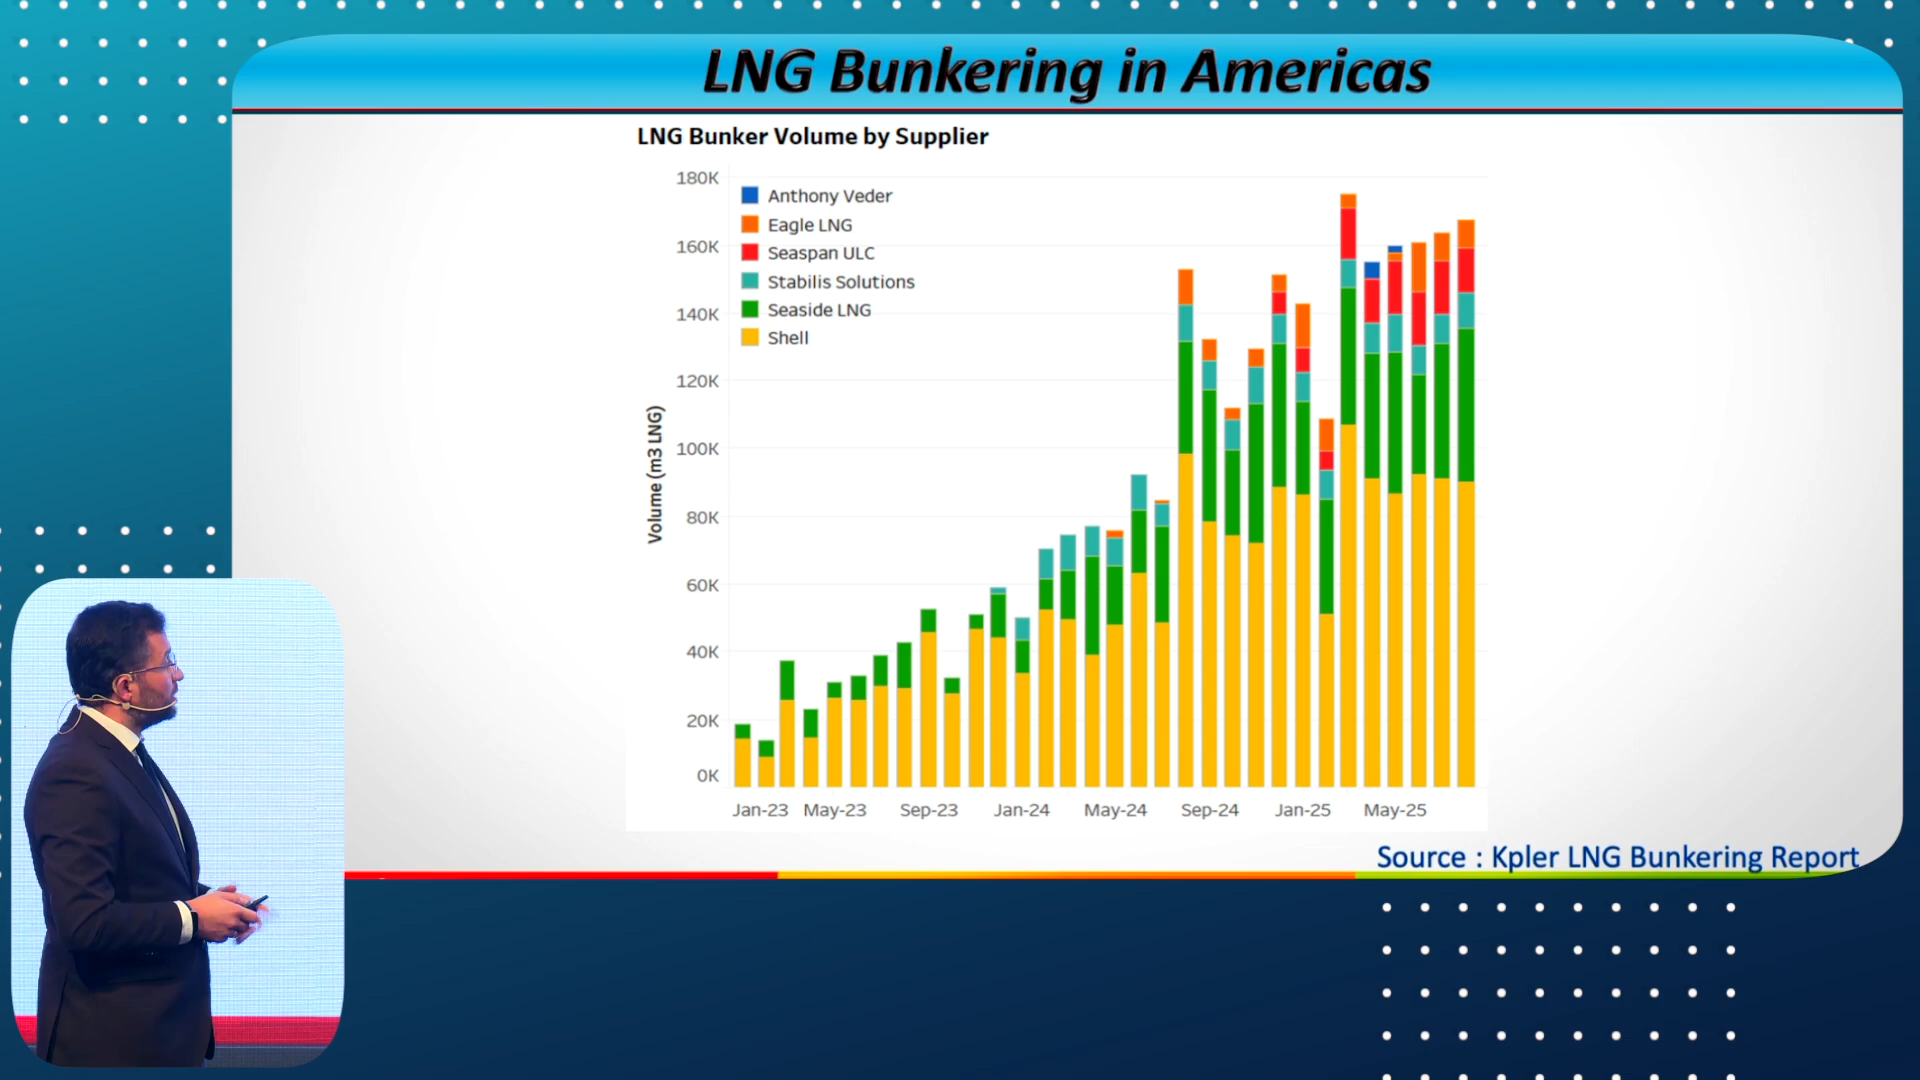 LNG Bunkering in Americas
LNG Bunker Volume by Supplier
180K
160K
140K
120K
100K
80K
60K
40K
20K
0K
Volume (m3 LNG)
Anthony Veder
Eagle LNG
Seaspan ULC
Stabilis Solutions
Seaside LNG
Shell
Jan-23 May-23 Sep-23 Jan-24 May-24 Sep-24 Jan-25 May-25
Source : Kpler LNG Bunkering Report